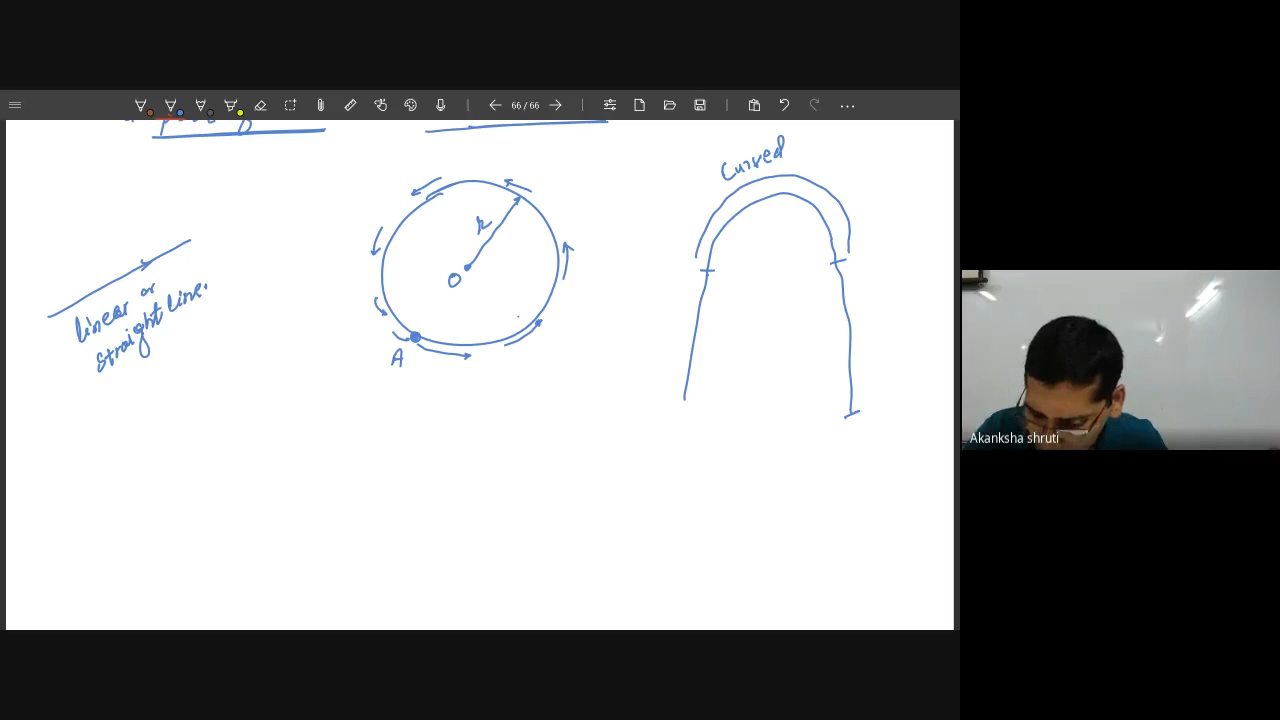 66 / 66
Curved
r
O
A
linear or
straight line.
Akanksha shruti